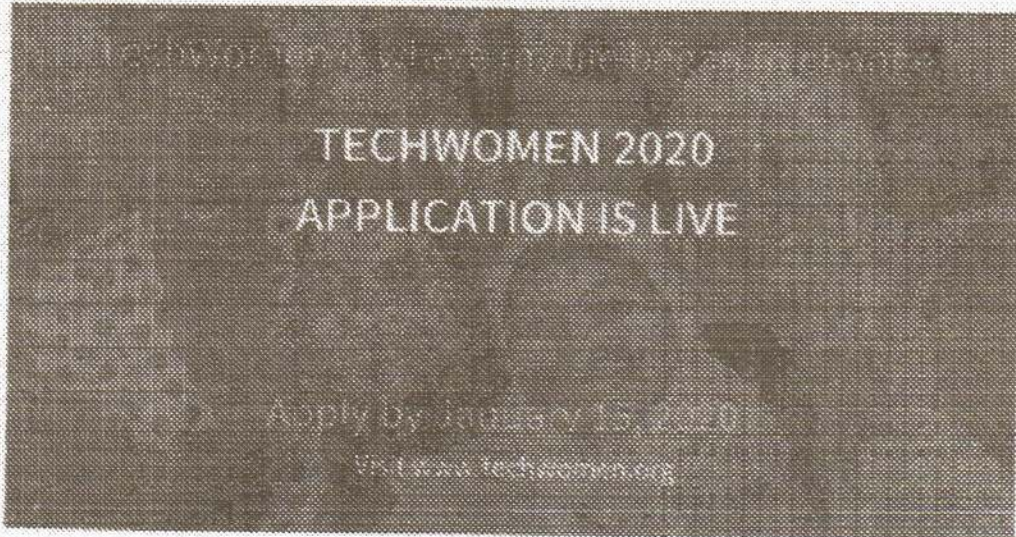 TECHWOMEN 2020
APPLICATION IS LIVE
Apply by January 15, 2020
Visit www.techwomen.org